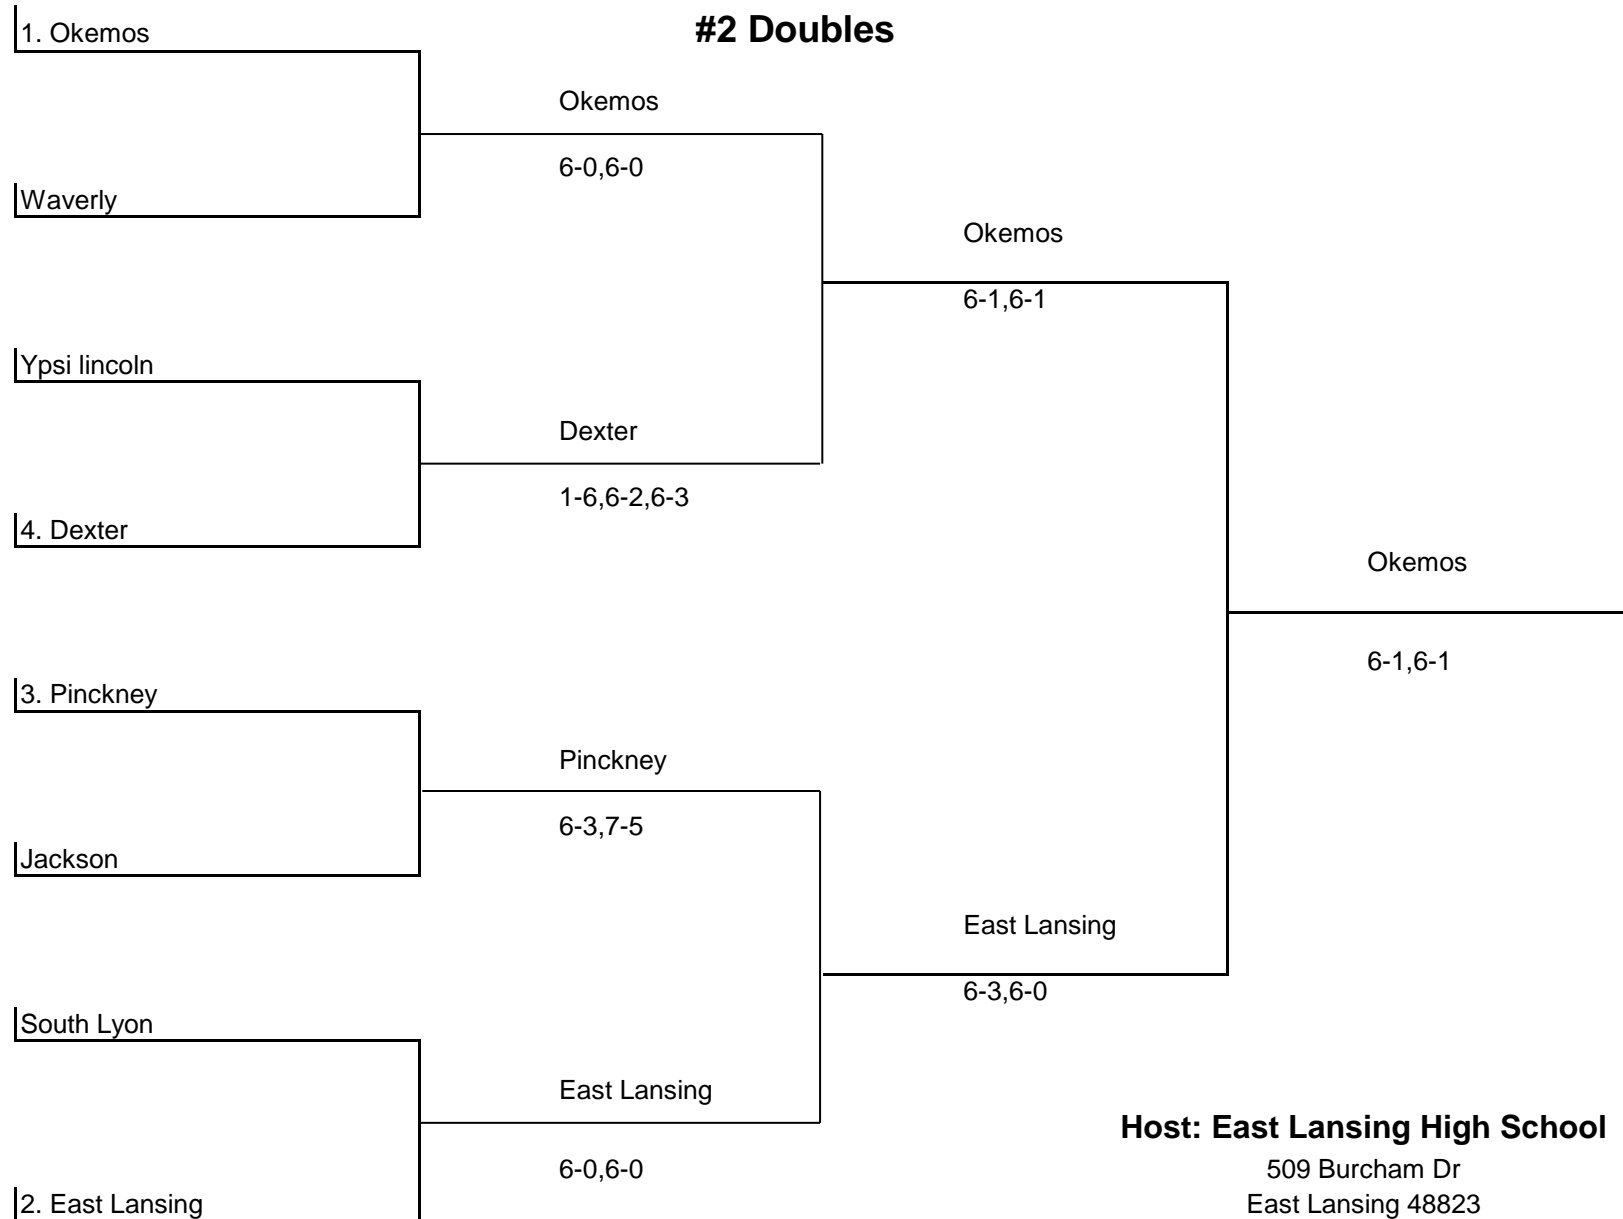 #2 Doubles
1. Okemos
Okemos
6-0,6-0
Waverly
Okemos
6-1,6-1
Ypsi lincoln
Dexter
1-6,6-2,6-3
4. Dexter
Okemos
6-1,6-1
3. Pinckney
Pinckney
6-3,7-5
Jackson
East Lansing
6-3,6-0
South Lyon
East Lansing
6-0,6-0
2. East Lansing
Host: East Lansing High School
509 Burcham Dr
East Lansing 48823